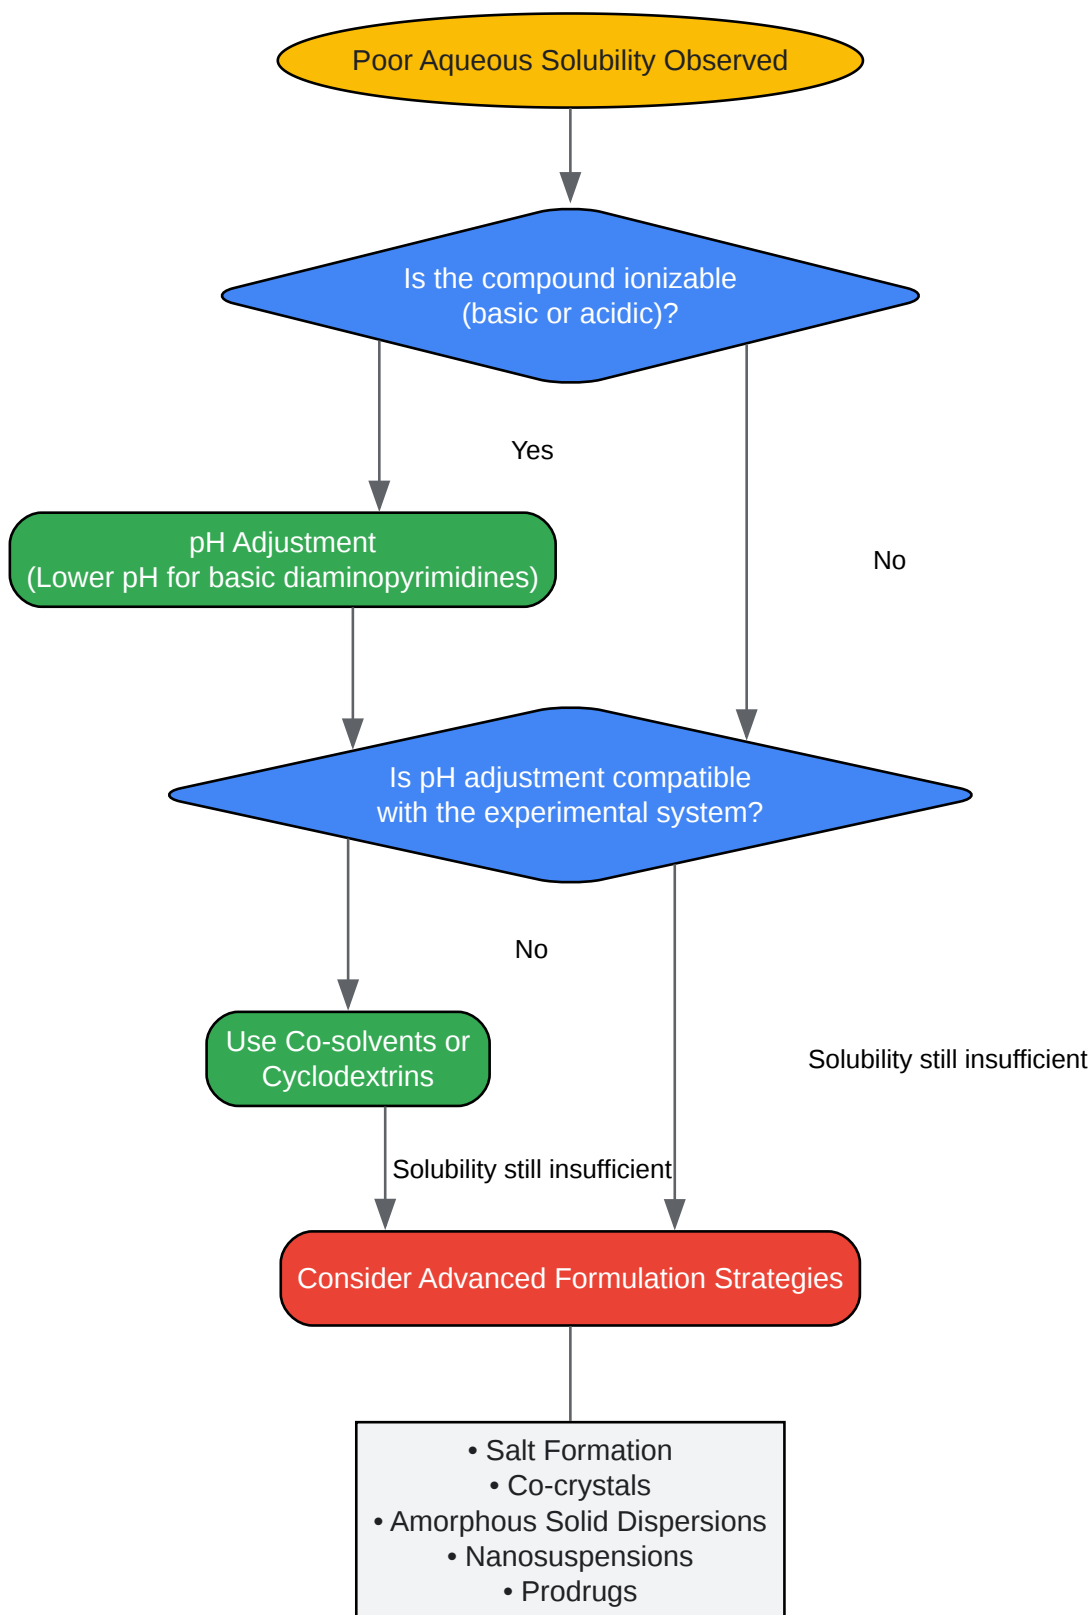 Poor Aqueous Solubility Observed
Is the compound ionizable
(basic or acidic)?
Yes
No
pH Adjustment
(Lower pH for basic diaminopyrimidines)
Is pH adjustment compatible
with the experimental system?
No
Solubility still insufficient
Use Co-solvents or
Cyclodextrins
Solubility still insufficient
Consider Advanced Formulation Strategies
• Salt Formation
• Co-crystals
• Amorphous Solid Dispersions
• Nanosuspensions
• Prodrugs